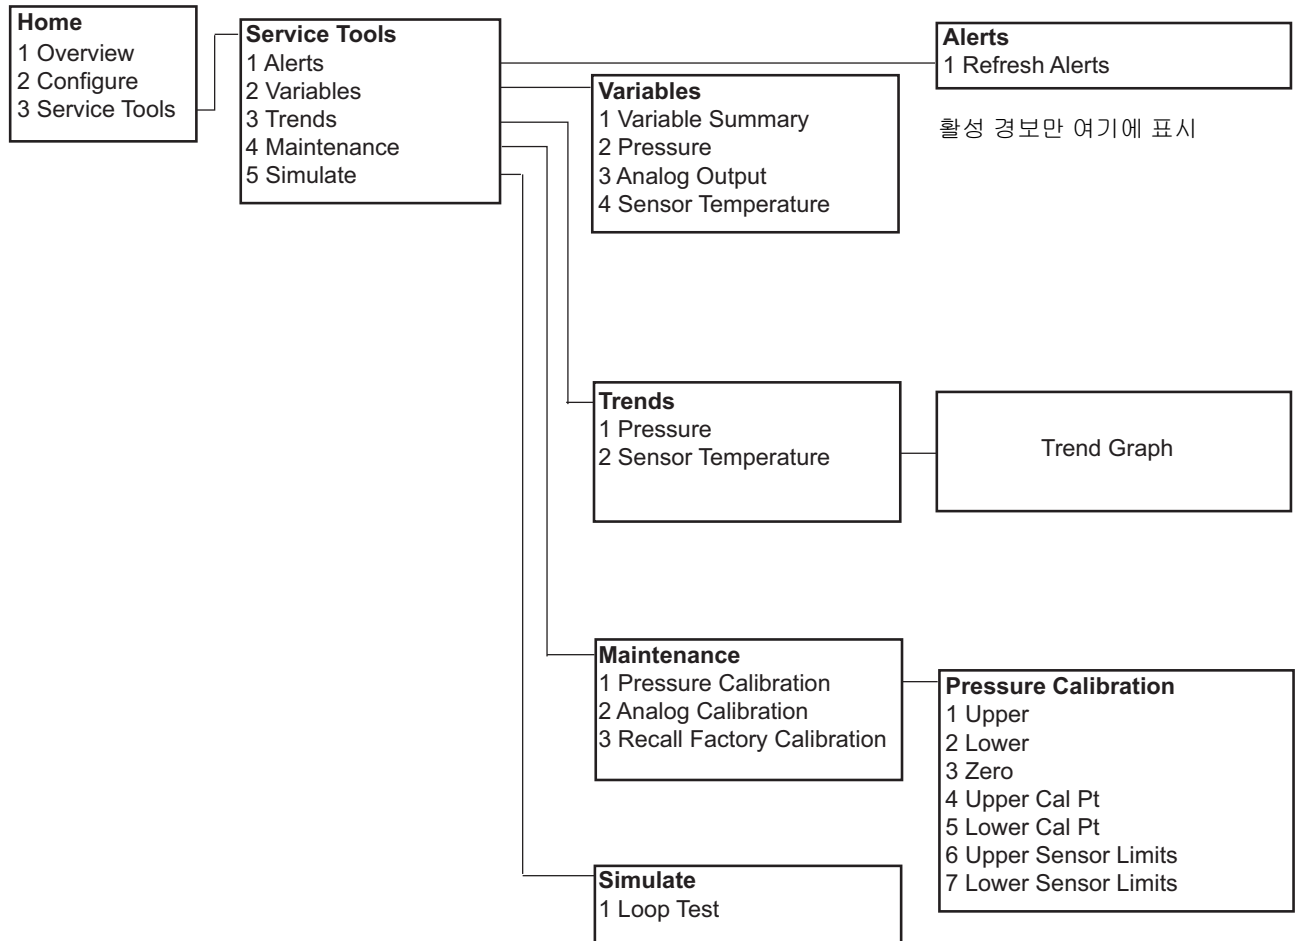 Home
1 Overview
2 Configure
3 Service Tools
Service Tools
1 Alerts
2 Variables
3 Trends
4 Maintenance
5 Simulate
Variables
1 Variable Summary
2 Pressure
3 Analog Output
4 Sensor Temperature
Alerts
1 Refresh Alerts
활성 경보만 여기에 표시
Trends
1 Pressure
2 Sensor Temperature
Trend Graph
Maintenance
1 Pressure Calibration
2 Analog Calibration
3 Recall Factory Calibration
Pressure Calibration
1 Upper
2 Lower
3 Zero
4 Upper Cal Pt
5 Lower Cal Pt
6 Upper Sensor Limits
7 Lower Sensor Limits
Simulate
1 Loop Test